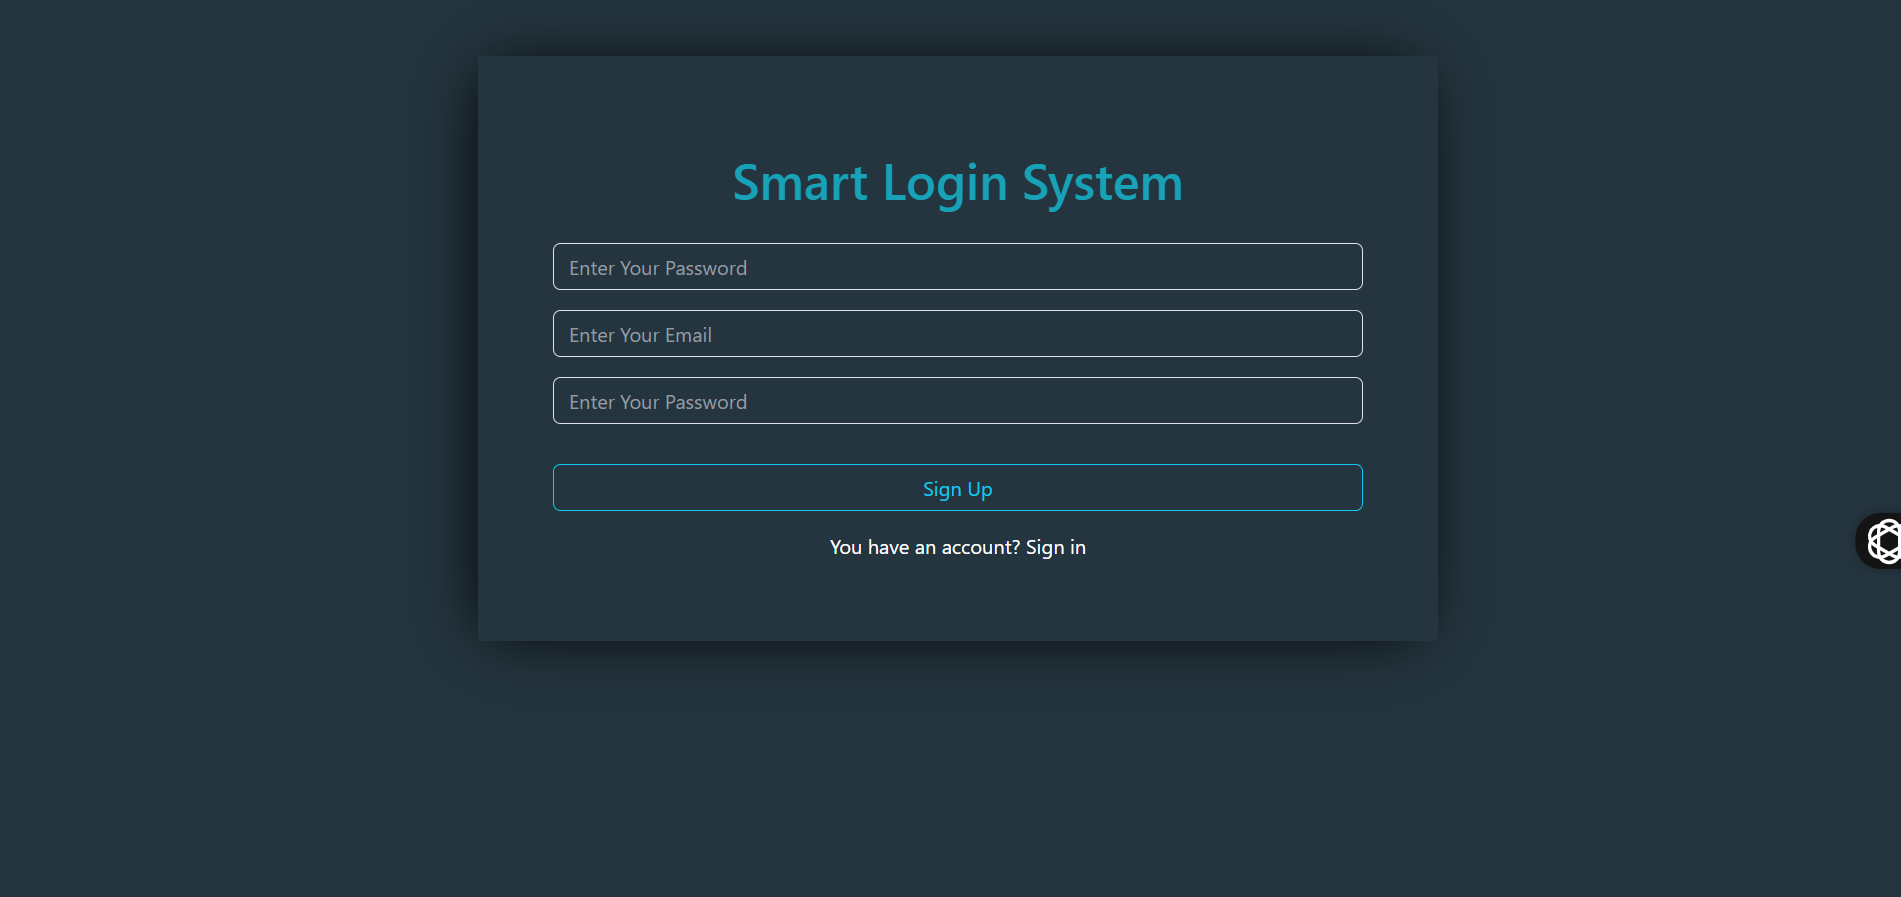 Smart Login System
Enter Your Password
Enter Your Email
Enter Your Password
Sign Up
You have an account? Sign in